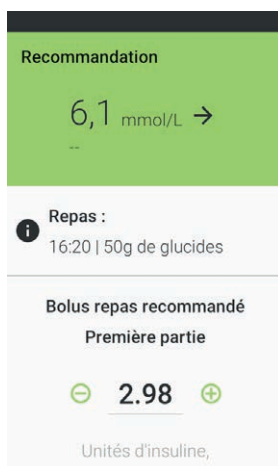 Recommandation
6,1 mmol/L →
--
Repas :
16:20 | 50g de glucides
Bolus repas recommandé
Première partie
2.98
Unités d'insuline,